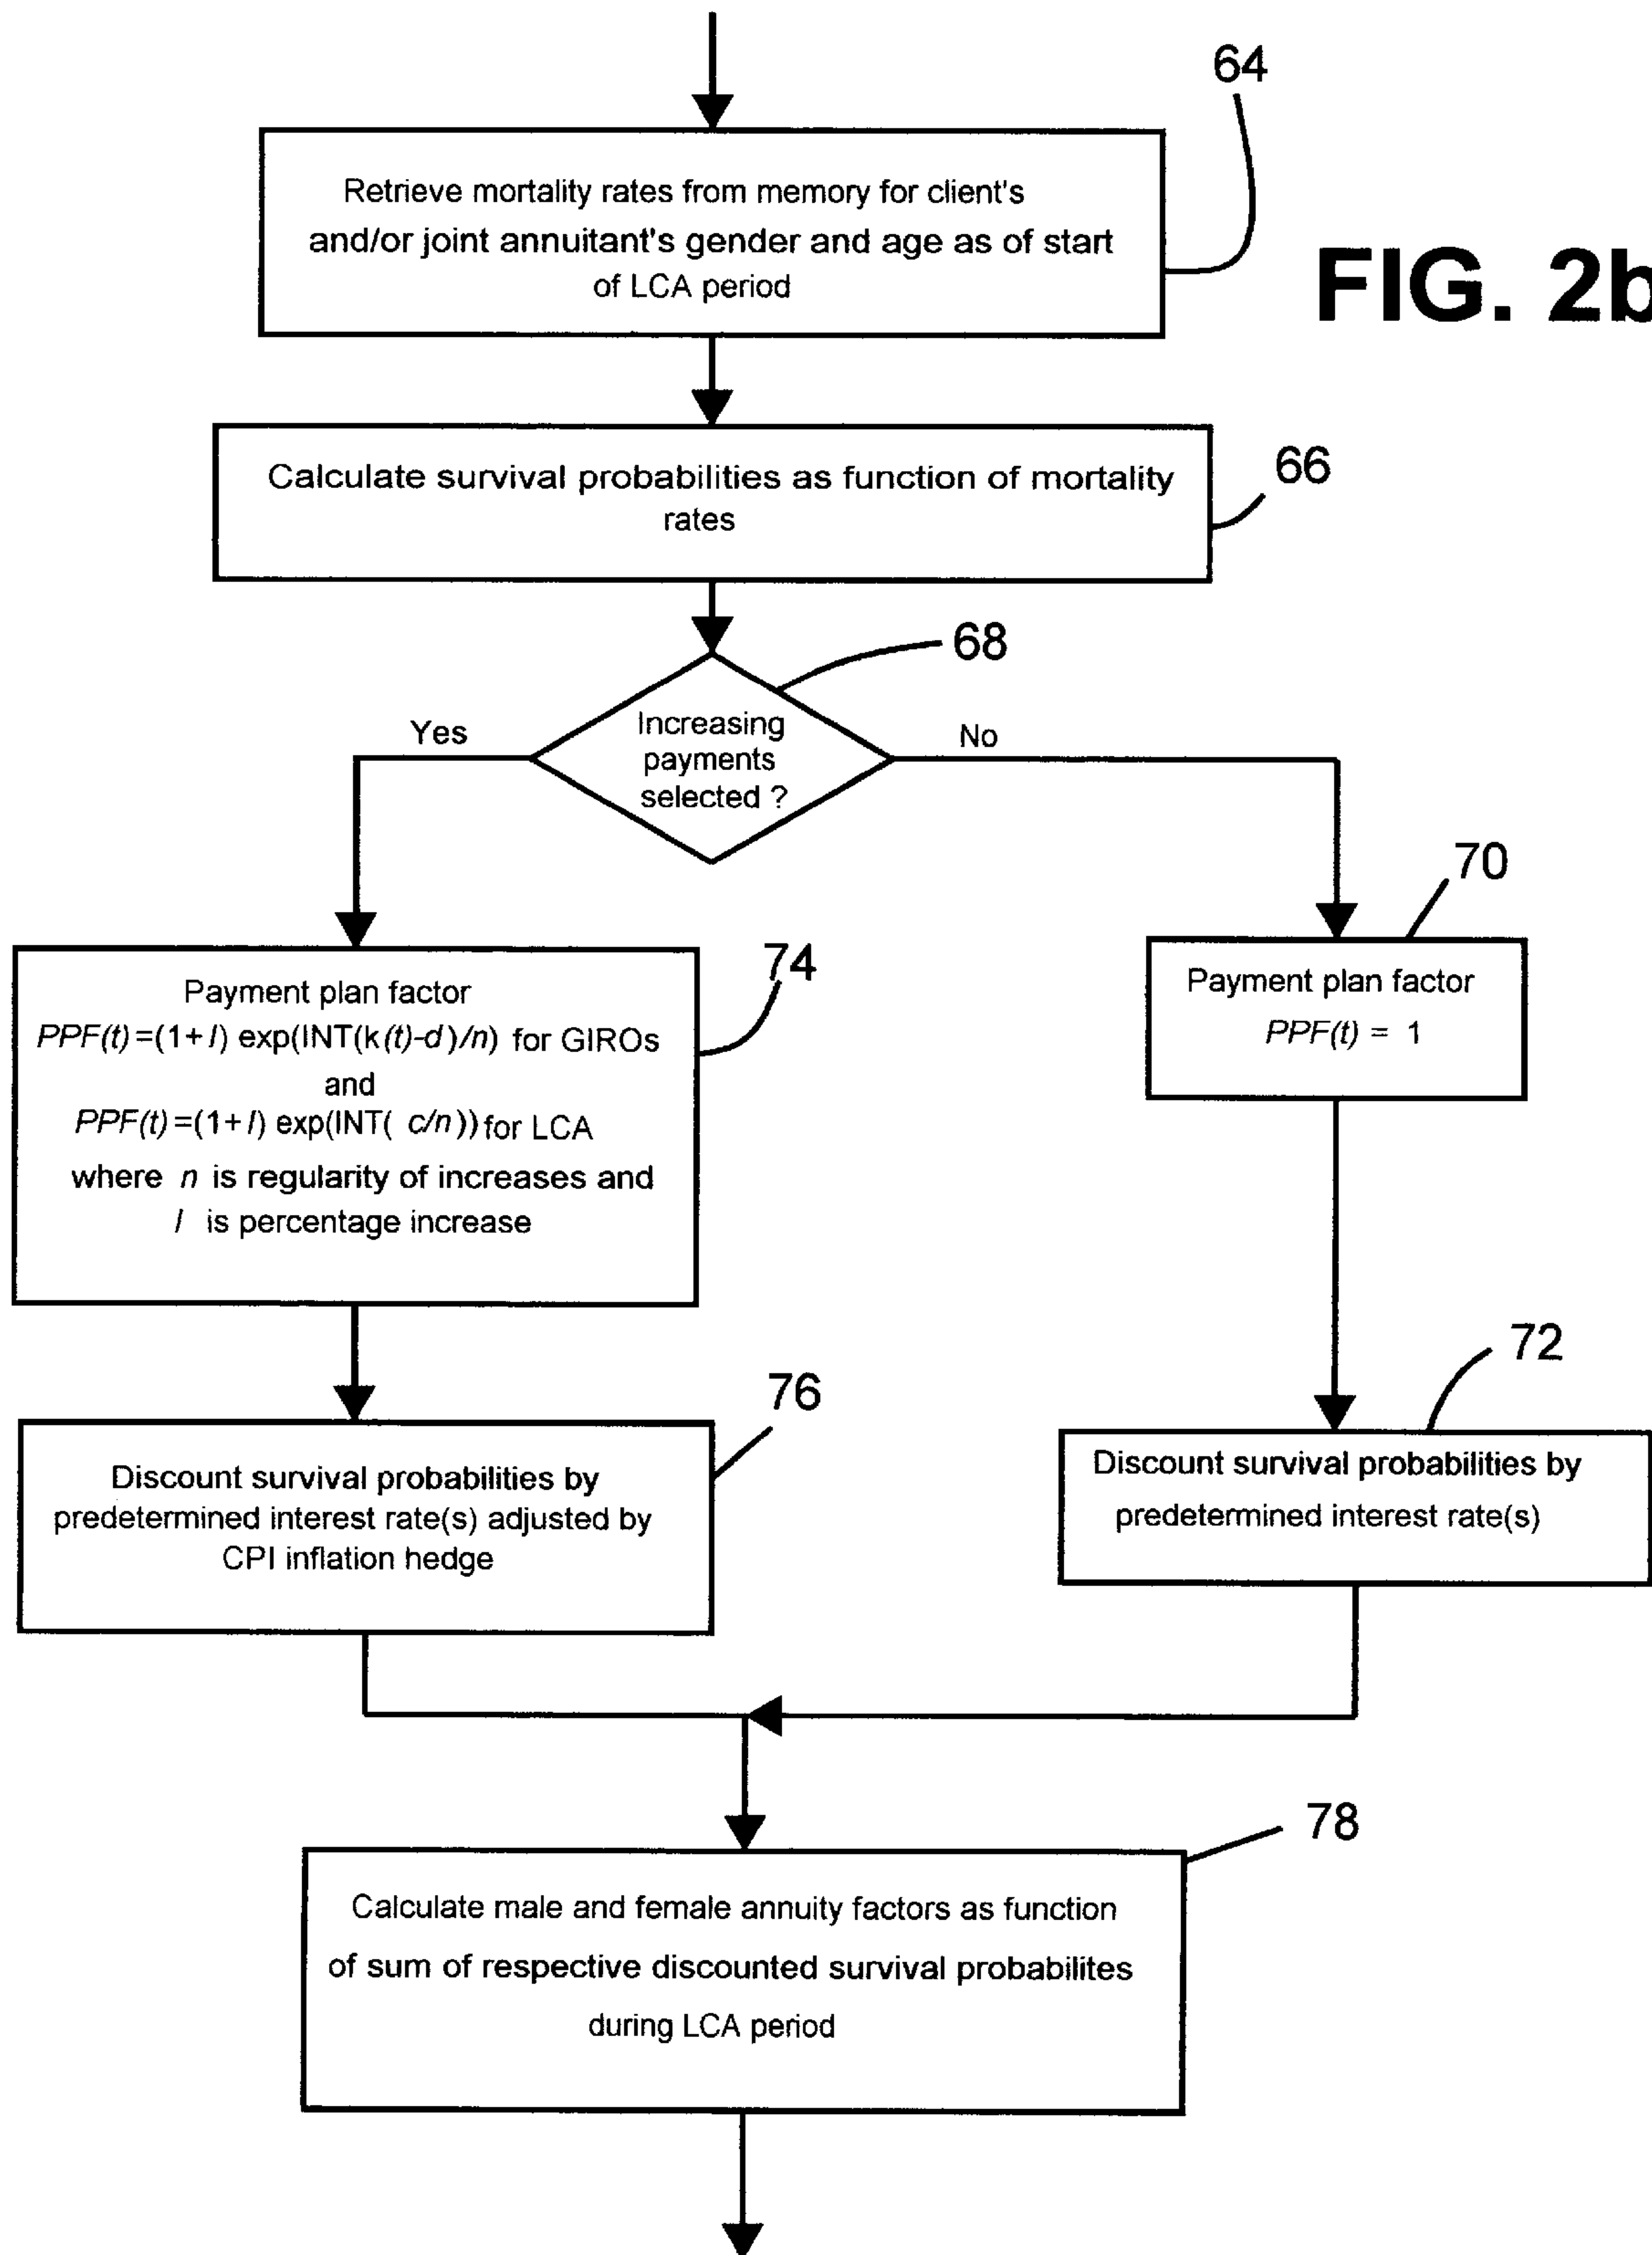 64
Retrieve mortality rates from memory for client's
and/or joint annuitant's gender and age as of start
of LCA period
FIG. 2b
Calculate survival probabilities as function of mortality
rates
66
68
Increasing
payments
selected ?
Yes
No
70
Payment plan factor
PPF(t) = 1
74
Payment plan factor
PPF(t)=(1+I) exp(INT(k(t)-d)/n) for GIROs
and
PPF(t)=(1+I) exp(INT( c/n)) for LCA
where n is regularity of increases and
I is percentage increase
72
Discount survival probabilities by
predetermined interest rate(s)
76
Discount survival probabilities by
predetermined interest rate(s) adjusted by
CPI inflation hedge
78
Calculate male and female annuity factors as function
of sum of respective discounted survival probabilites
during LCA period